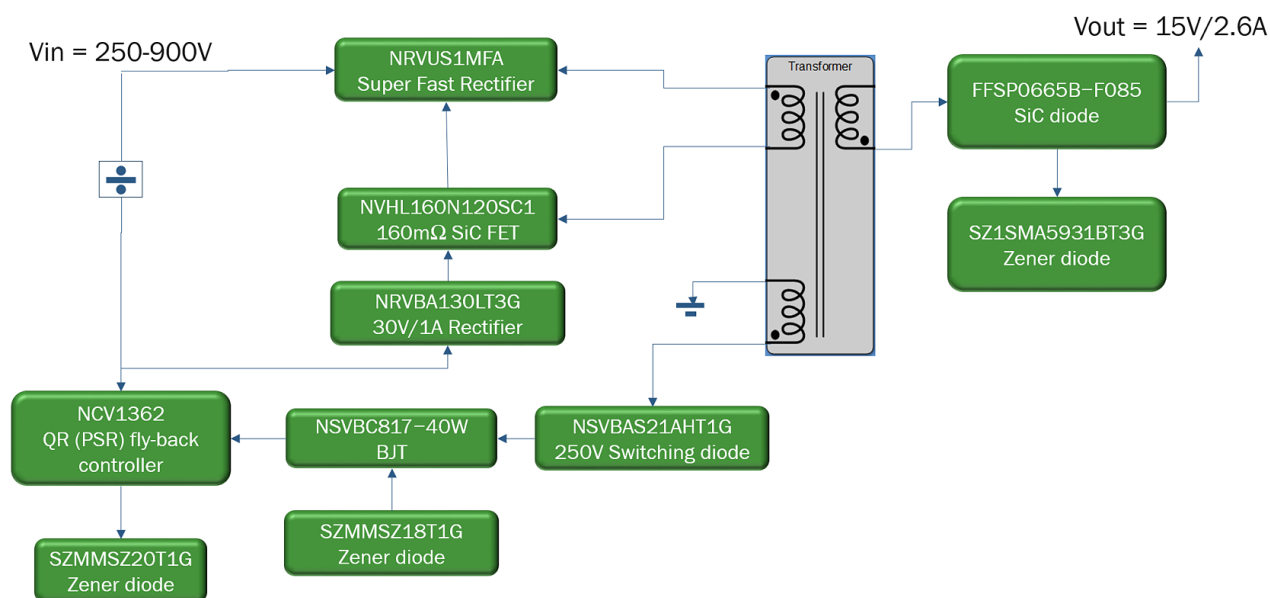 Vout = 15V/2.6A
Vin = 250-900V
NRVUS1MFA
Super Fast Rectifier
Transformer
FFSP0665B-F085
SiC diode
NVHL160N120SC1
160mΩ SiC FET
SZ1SMA5931BT3G
Zener diode
NRVBA130LT3G
30V/1A Rectifier
NCV1362
QR (PSR) fly-back
controller
NSVBC817-40W
BJT
NSVBAS21AHT1G
250V Switching diode
SZMMSZ18T1G
Zener diode
SZMMSZ20T1G
Zener diode